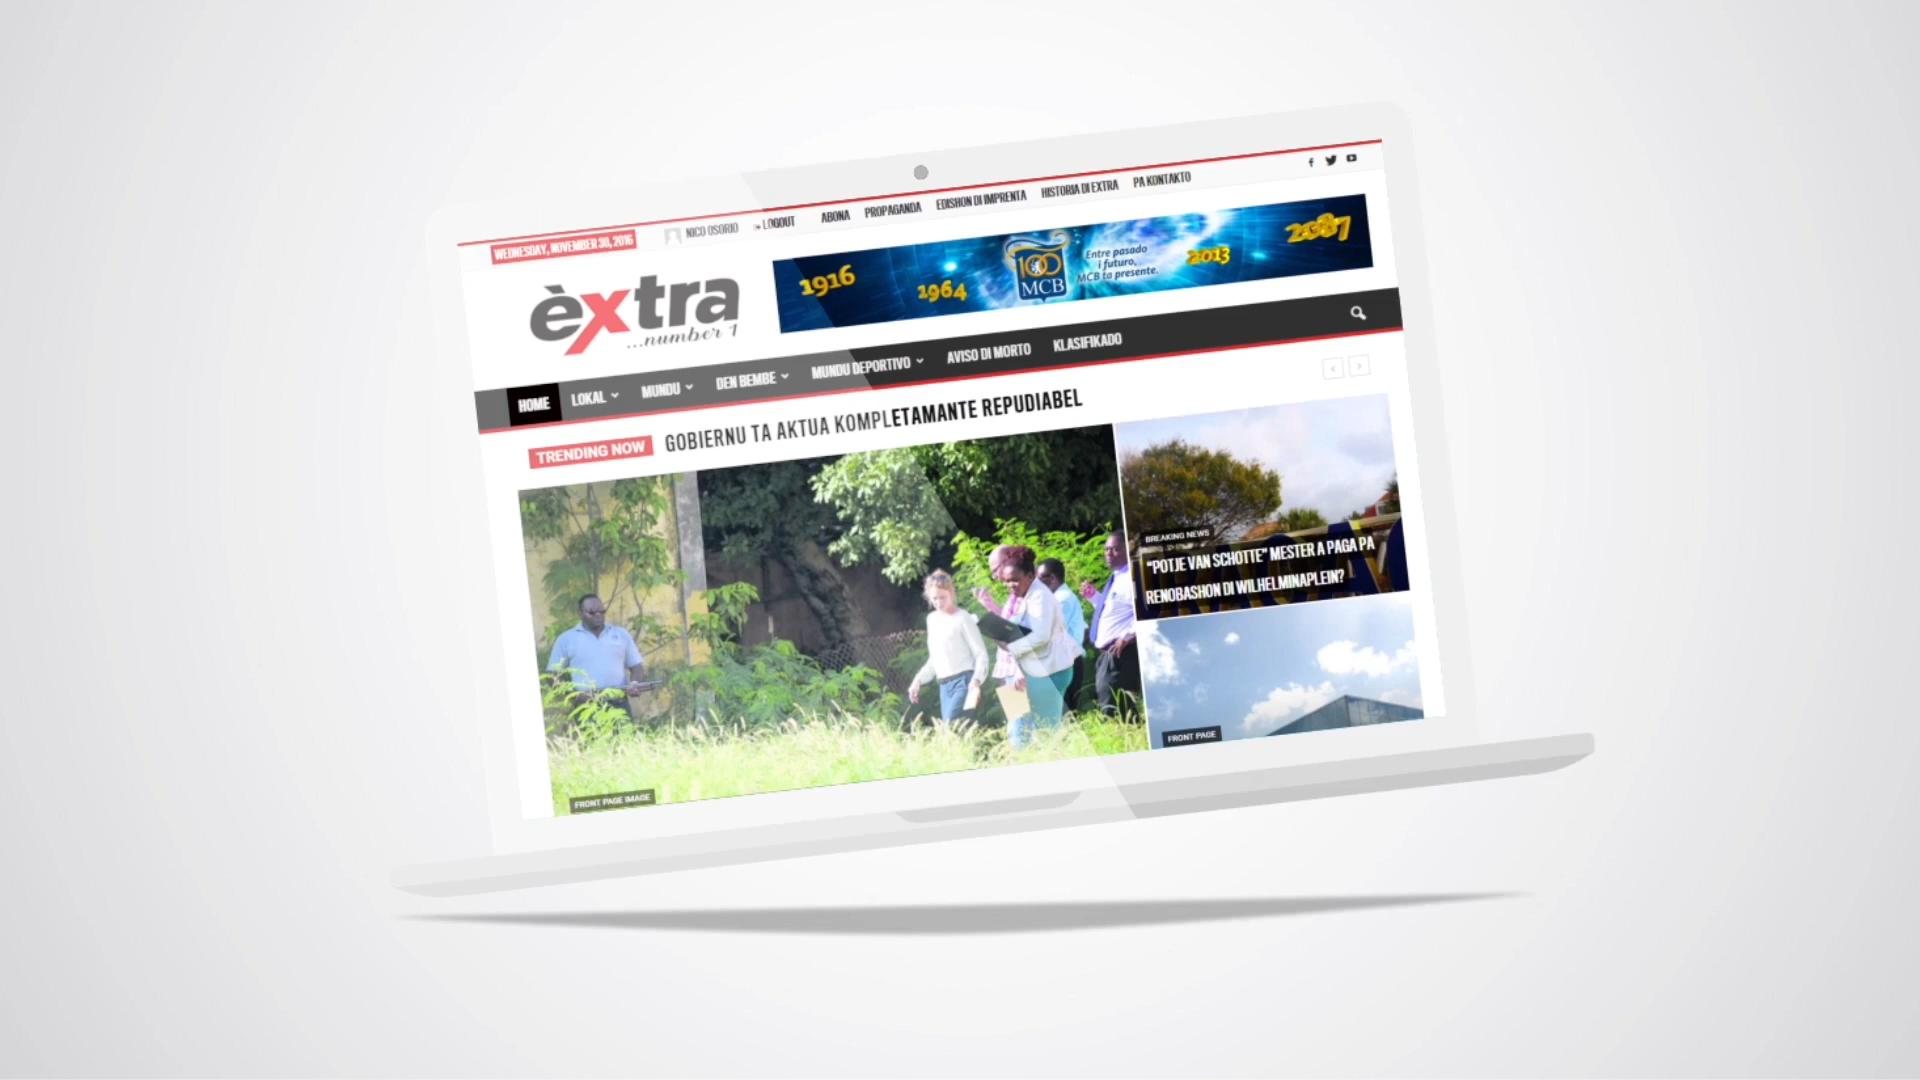 WEDNESDAY, NOVEMBER 30, 2016
NICO OSORIO
LOGOUT
ABONA
PROPAGANDA
EDISHON DI IMPRENTA
HISTORIA DI EXTRA
PA KONTAKTO
èxtra
...number 1
1916
1964
100
MCB
Entre pasado
i futuro,
MCB ta presente.
2013
HOME
LOKAL
MUNDU
DEN BEMBE
MUNDU DEPORTIVO
AVISO DI MORTO
KLASIFIKADO
TRENDING NOW
GOBIERNU TA AKTUA KOMPLETAMANTE REPUDIABEL
BREAKING NEWS
“POTJE VAN SCHOTTE” MESTER A PAGA PA
RENOBASHON DI WILHELMINAPLEIN?
FRONT PAGE
FRONT PAGE IMAGE